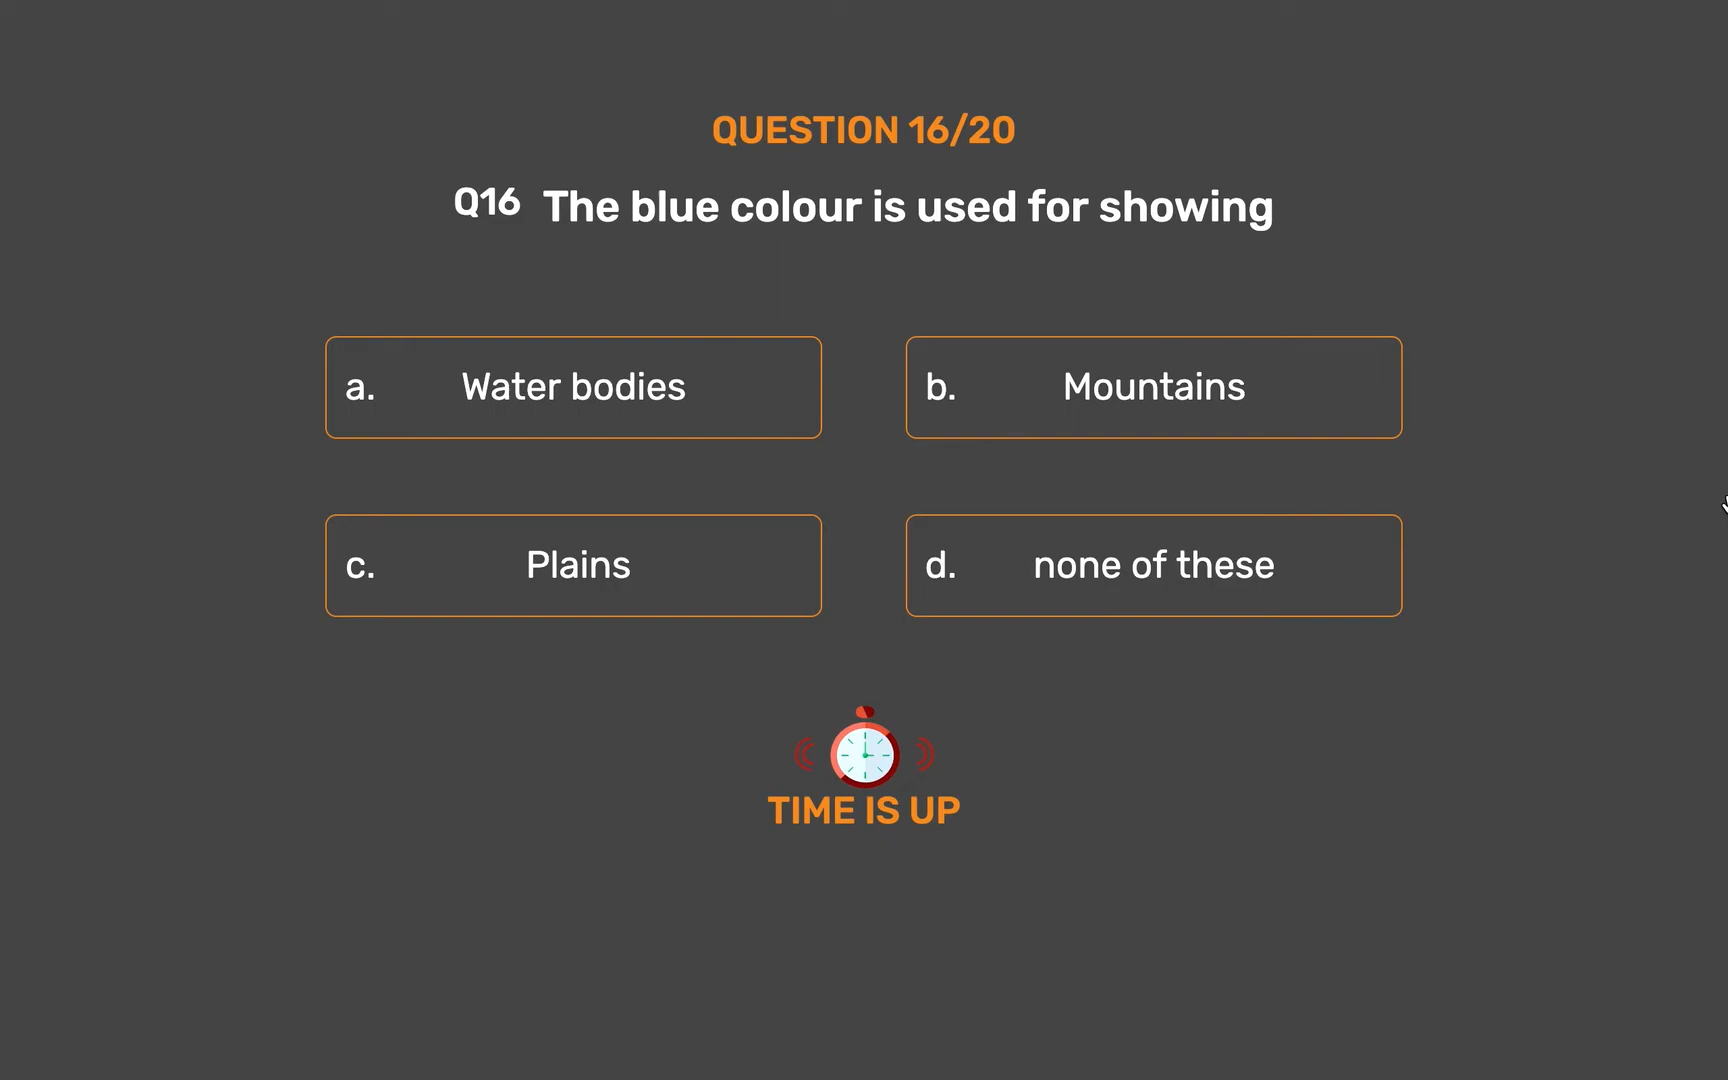 QUESTION 16/20
Q16 The blue colour is used for showing
a. Water bodies
b. Mountains
c. Plains
d. none of these
TIME IS UP